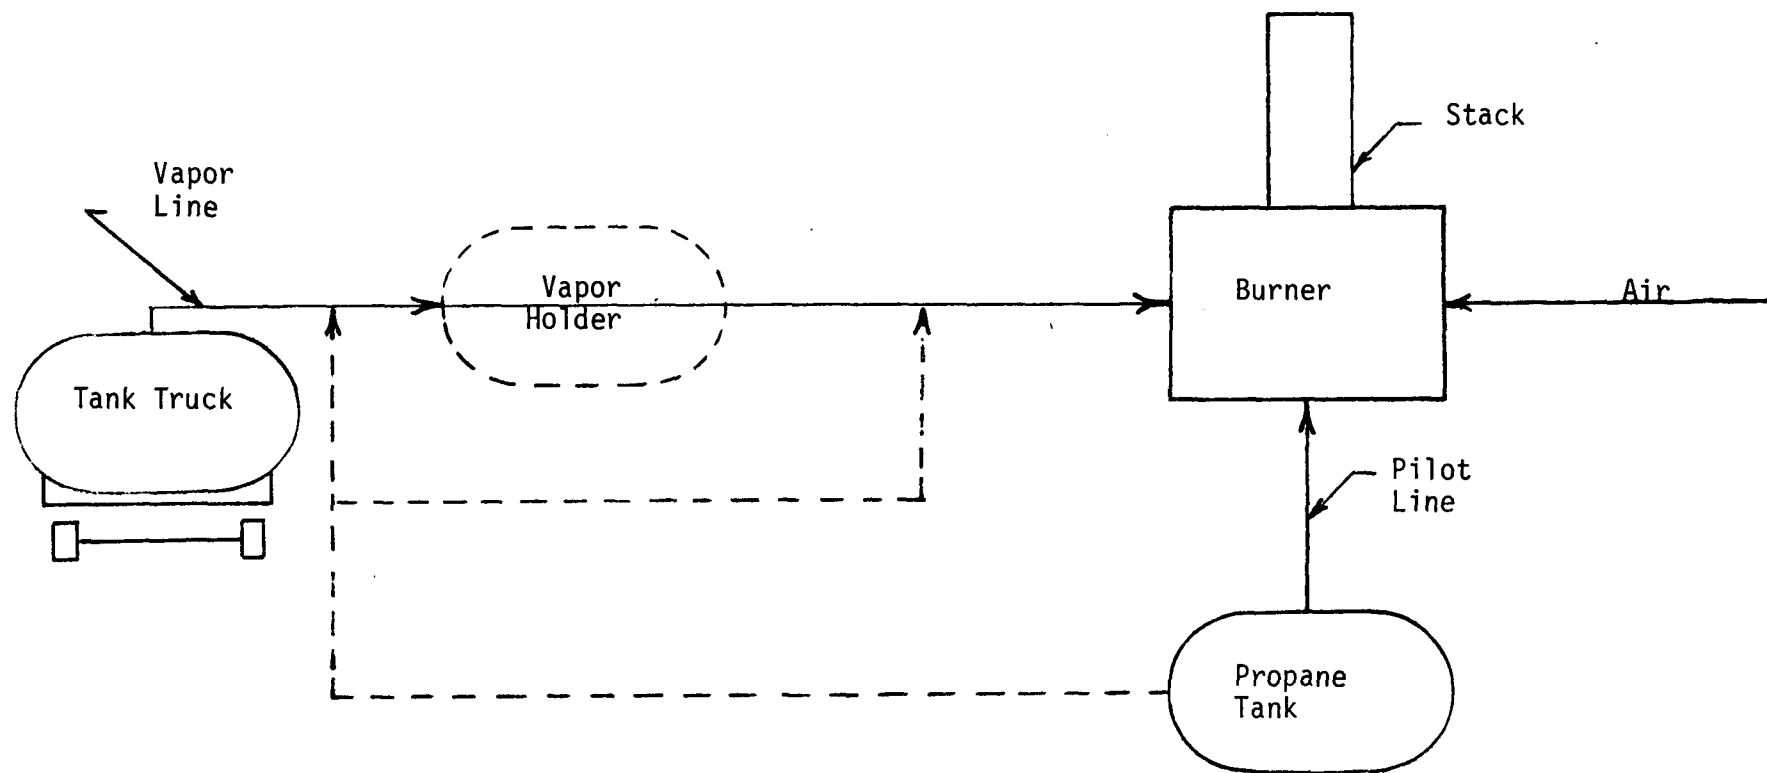 Stack
Vapor
Line
Vapor
Holder
Burner
Air
Tank Truck
Pilot
Line
Propane
Tank